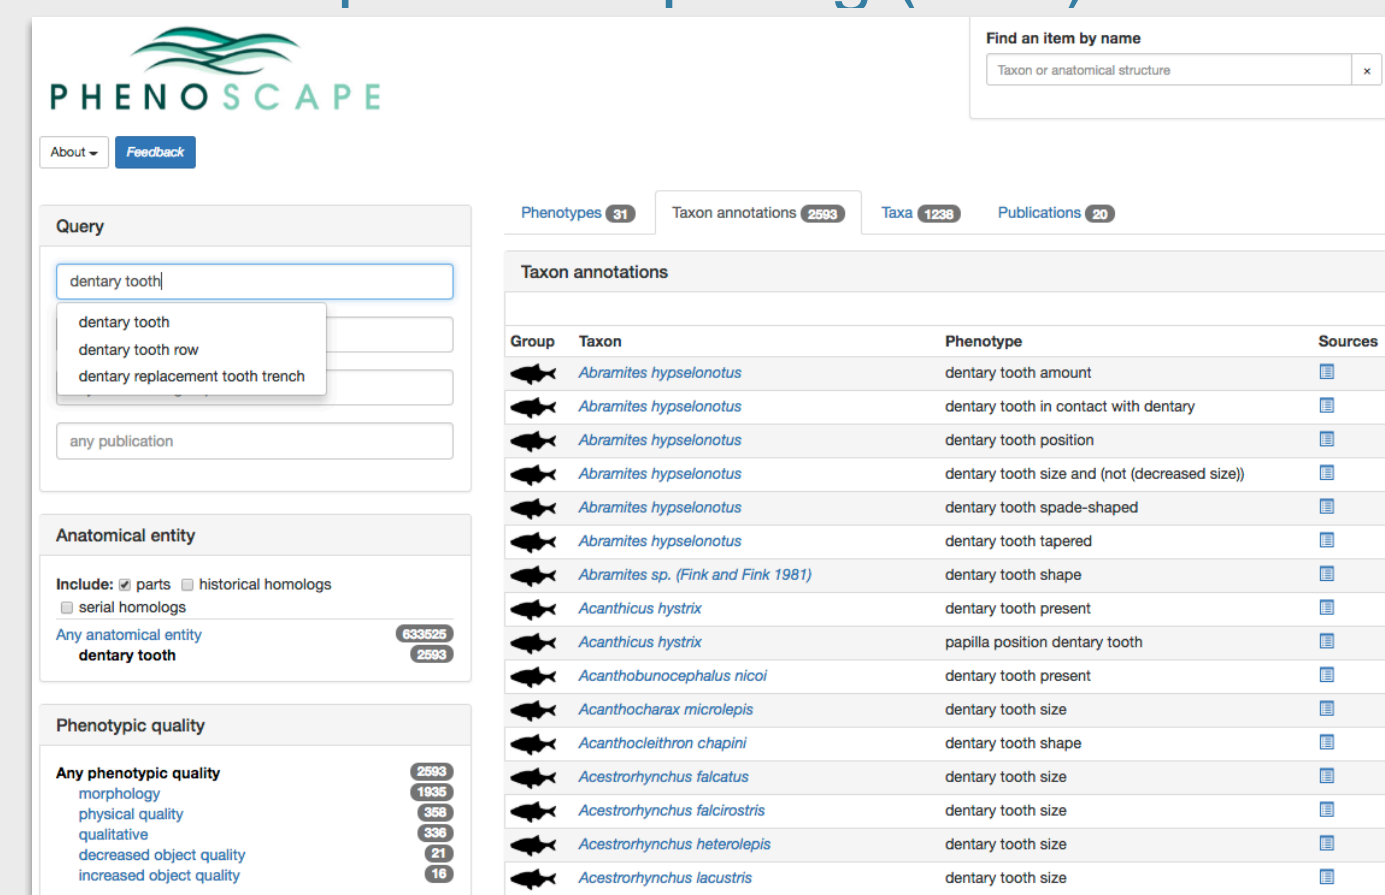 PHENOSCAPE
Find an item by name
Taxon or anatomical structure
×
About
Feedback
Query
dentary tooth
dentary tooth
dentary tooth row
dentary replacement tooth trench
any publication
Anatomical entity
Include: parts historical homologs
serial homologs
Any anatomical entity 633525
dentary tooth 2593
Phenotypic quality
Any phenotypic quality 2593
morphology 1935
physical quality 358
qualitative 336
decreased object quality 21
increased object quality 16
Phenotypes 31 Taxon annotations 2593 Taxa 1238 Publications 20
Taxon annotations
Group Taxon Phenotype Sources
Abramites hypselonotus dentary tooth amount
Abramites hypselonotus dentary tooth in contact with dentary
Abramites hypselonotus dentary tooth position
Abramites hypselonotus dentary tooth size and (not (decreased size))
Abramites hypselonotus dentary tooth spade-shaped
Abramites hypselonotus dentary tooth tapered
Abramites sp. (Fink and Fink 1981) dentary tooth shape
Acanthicus hystrix dentary tooth present
Acanthicus hystrix papilla position dentary tooth
Acanthobunocephalus nicoi dentary tooth present
Acanthocharax microlepis dentary tooth size
Acanthocleithron chapini dentary tooth shape
Acestrorhynchus falcatus dentary tooth size
Acestrorhynchus falcirostris dentary tooth size
Acestrorhynchus heterolepis dentary tooth size
Acestrorhynchus lacustris dentary tooth size